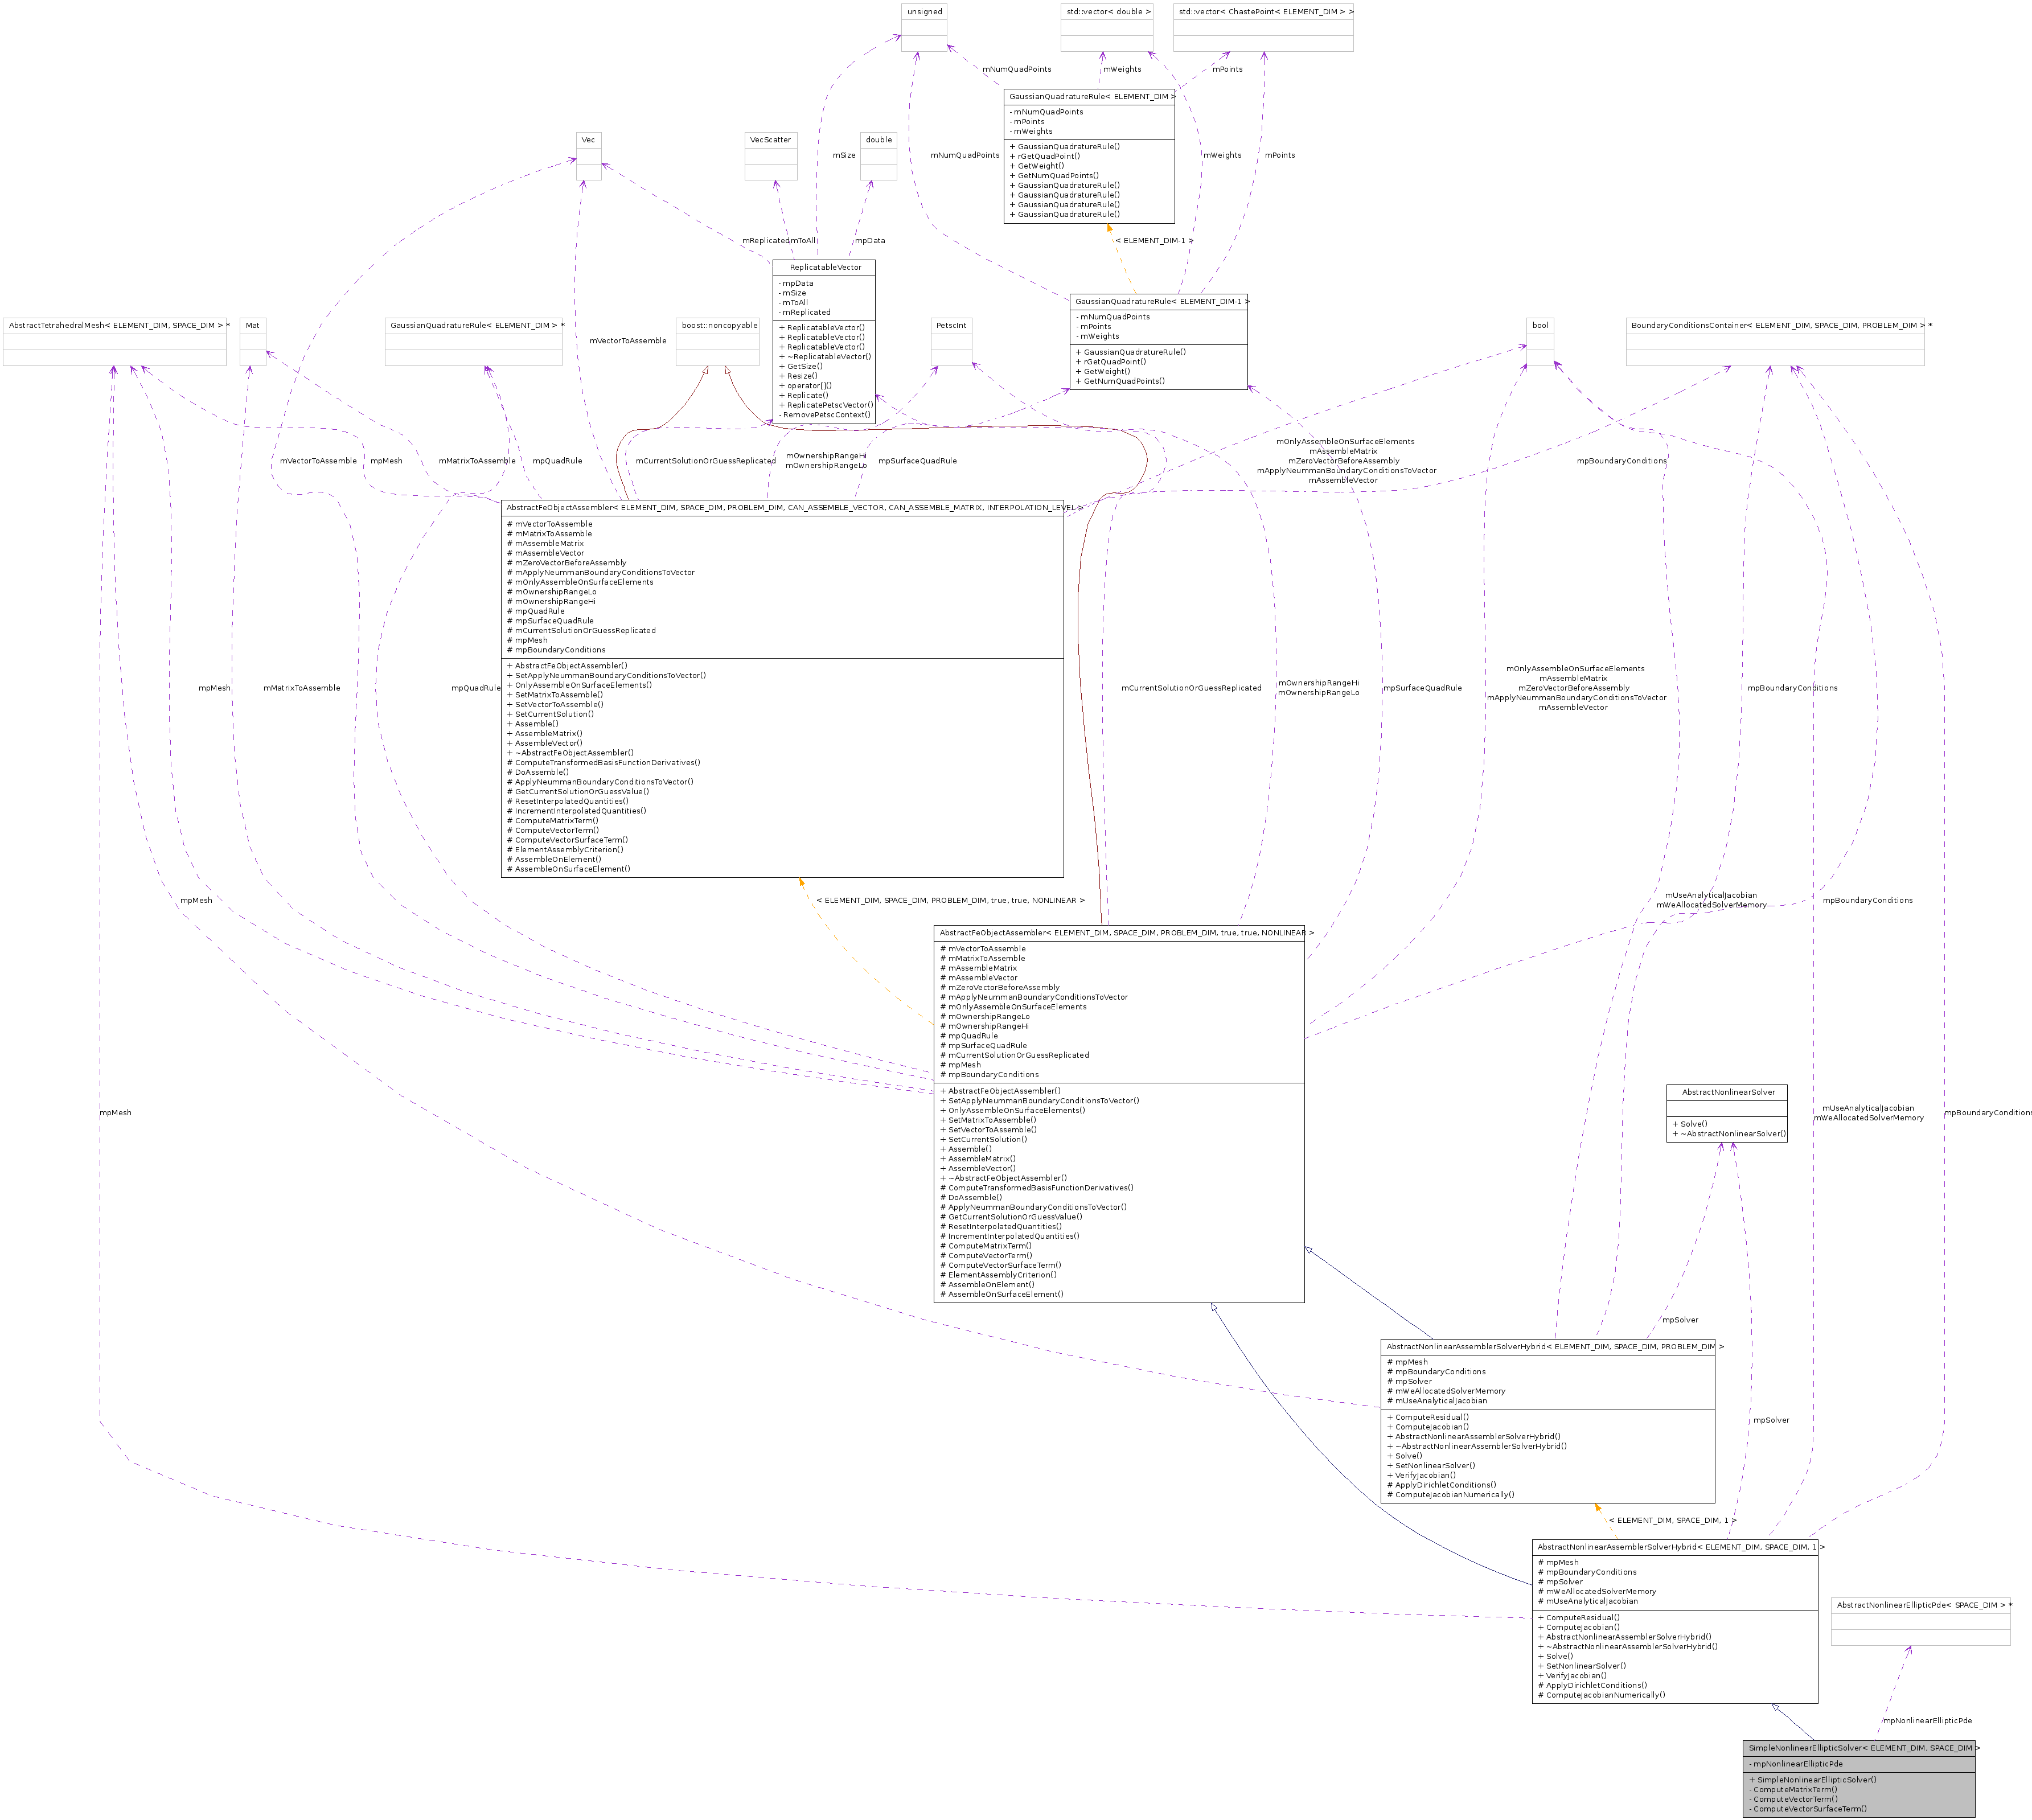 unsigned
std::vector< double >
std::vector< ChastePoint< ELEMENT_DIM > >
mNumQuadPoints
mWeights
mPoints
GaussianQuadratureRule< ELEMENT_DIM >
- mNumQuadPoints
- mPoints
- mWeights
+ GaussianQuadratureRule()
+ rGetQuadPoint()
+ GetWeight()
+ GetNumQuadPoints()
+ GaussianQuadratureRule()
+ GaussianQuadratureRule()
+ GaussianQuadratureRule()
+ GaussianQuadratureRule()
Vec
VecScatter
double
mSize
mNumQuadPoints
mWeights
mPoints
mReplicated
mToAll
mpData
< ELEMENT_DIM-1 >
ReplicatableVector
- mpData
- mSize
- mToAll
- mReplicated
+ ReplicatableVector()
+ ReplicatableVector()
+ ReplicatableVector()
+ ~ReplicatableVector()
+ GetSize()
+ Resize()
+ operator[]()
+ Replicate()
+ ReplicatePetscVector()
- RemovePetscContext()
GaussianQuadratureRule< ELEMENT_DIM-1 >
- mNumQuadPoints
- mPoints
- mWeights
+ GaussianQuadratureRule()
+ rGetQuadPoint()
+ GetWeight()
+ GetNumQuadPoints()
AbstractTetrahedralMesh< ELEMENT_DIM, SPACE_DIM > *
Mat
GaussianQuadratureRule< ELEMENT_DIM > *
boost::noncopyable
PetscInt
bool
BoundaryConditionsContainer< ELEMENT_DIM, SPACE_DIM, PROBLEM_DIM > *
mVectorToAssemble
mVectorToAssemble
mpMesh
mMatrixToAssemble
mpQuadRule
mCurrentSolutionOrGuessReplicated
mOwnershipRangeHi
mOwnershipRangeLo
mpSurfaceQuadRule
mOnlyAssembleOnSurfaceElements
mAssembleMatrix
mZeroVectorBeforeAssembly
mApplyNeummanBoundaryConditionsToVector
mAssembleVector
mpBoundaryConditions
AbstractFeObjectAssembler< ELEMENT_DIM, SPACE_DIM, PROBLEM_DIM, CAN_ASSEMBLE_VECTOR, CAN_ASSEMBLE_MATRIX, INTERPOLATION_LEVEL >
# mVectorToAssemble
# mMatrixToAssemble
# mAssembleMatrix
# mAssembleVector
# mZeroVectorBeforeAssembly
# mApplyNeummanBoundaryConditionsToVector
# mOnlyAssembleOnSurfaceElements
# mOwnershipRangeLo
# mOwnershipRangeHi
# mpQuadRule
# mpSurfaceQuadRule
# mCurrentSolutionOrGuessReplicated
# mpMesh
# mpBoundaryConditions
+ AbstractFeObjectAssembler()
+ SetApplyNeummanBoundaryConditionsToVector()
+ OnlyAssembleOnSurfaceElements()
+ SetMatrixToAssemble()
+ SetVectorToAssemble()
+ SetCurrentSolution()
+ Assemble()
+ AssembleMatrix()
+ AssembleVector()
+ ~AbstractFeObjectAssembler()
# ComputeTransformedBasisFunctionDerivatives()
# DoAssemble()
# ApplyNeummanBoundaryConditionsToVector()
# GetCurrentSolutionOrGuessValue()
# ResetInterpolatedQuantities()
# IncrementInterpolatedQuantities()
# ComputeMatrixTerm()
# ComputeVectorTerm()
# ComputeVectorSurfaceTerm()
# ElementAssemblyCriterion()
# AssembleOnElement()
# AssembleOnSurfaceElement()
mpMesh
mMatrixToAssemble
mpQuadRule
mCurrentSolutionOrGuessReplicated
mOwnershipRangeHi
mOwnershipRangeLo
mpSurfaceQuadRule
mOnlyAssembleOnSurfaceElements
mAssembleMatrix
mZeroVectorBeforeAssembly
mApplyNeummanBoundaryConditionsToVector
mAssembleVector
mpBoundaryConditions
mpMesh
< ELEMENT_DIM, SPACE_DIM, PROBLEM_DIM, true, true, NONLINEAR >
mUseAnalyticalJacobian
mWeAllocatedSolverMemory
mpBoundaryConditions
AbstractFeObjectAssembler< ELEMENT_DIM, SPACE_DIM, PROBLEM_DIM, true, true, NONLINEAR >
# mVectorToAssemble
# mMatrixToAssemble
# mAssembleMatrix
# mAssembleVector
# mZeroVectorBeforeAssembly
# mApplyNeummanBoundaryConditionsToVector
# mOnlyAssembleOnSurfaceElements
# mOwnershipRangeLo
# mOwnershipRangeHi
# mpQuadRule
# mpSurfaceQuadRule
# mCurrentSolutionOrGuessReplicated
# mpMesh
# mpBoundaryConditions
+ AbstractFeObjectAssembler()
+ SetApplyNeummanBoundaryConditionsToVector()
+ OnlyAssembleOnSurfaceElements()
+ SetMatrixToAssemble()
+ SetVectorToAssemble()
+ SetCurrentSolution()
+ Assemble()
+ AssembleMatrix()
+ AssembleVector()
+ ~AbstractFeObjectAssembler()
# ComputeTransformedBasisFunctionDerivatives()
# DoAssemble()
# ApplyNeummanBoundaryConditionsToVector()
# GetCurrentSolutionOrGuessValue()
# ResetInterpolatedQuantities()
# IncrementInterpolatedQuantities()
# ComputeMatrixTerm()
# ComputeVectorTerm()
# ComputeVectorSurfaceTerm()
# ElementAssemblyCriterion()
# AssembleOnElement()
# AssembleOnSurfaceElement()
AbstractNonlinearSolver
+ Solve()
+ ~AbstractNonlinearSolver()
mpMesh
mUseAnalyticalJacobian
mWeAllocatedSolverMemory
mpBoundaryConditions
mpSolver
AbstractNonlinearAssemblerSolverHybrid< ELEMENT_DIM, SPACE_DIM, PROBLEM_DIM >
# mpMesh
# mpBoundaryConditions
# mpSolver
# mWeAllocatedSolverMemory
# mUseAnalyticalJacobian
+ ComputeResidual()
+ ComputeJacobian()
+ AbstractNonlinearAssemblerSolverHybrid()
+ ~AbstractNonlinearAssemblerSolverHybrid()
+ Solve()
+ SetNonlinearSolver()
+ VerifyJacobian()
# ApplyDirichletConditions()
# ComputeJacobianNumerically()
mpSolver
< ELEMENT_DIM, SPACE_DIM, 1 >
AbstractNonlinearAssemblerSolverHybrid< ELEMENT_DIM, SPACE_DIM, 1 >
# mpMesh
# mpBoundaryConditions
# mpSolver
# mWeAllocatedSolverMemory
# mUseAnalyticalJacobian
+ ComputeResidual()
+ ComputeJacobian()
+ AbstractNonlinearAssemblerSolverHybrid()
+ ~AbstractNonlinearAssemblerSolverHybrid()
+ Solve()
+ SetNonlinearSolver()
+ VerifyJacobian()
# ApplyDirichletConditions()
# ComputeJacobianNumerically()
AbstractNonlinearEllipticPde< SPACE_DIM > *
mpNonlinearEllipticPde
SimpleNonlinearEllipticSolver< ELEMENT_DIM, SPACE_DIM >
- mpNonlinearEllipticPde
+ SimpleNonlinearEllipticSolver()
- ComputeMatrixTerm()
- ComputeVectorTerm()
- ComputeVectorSurfaceTerm()